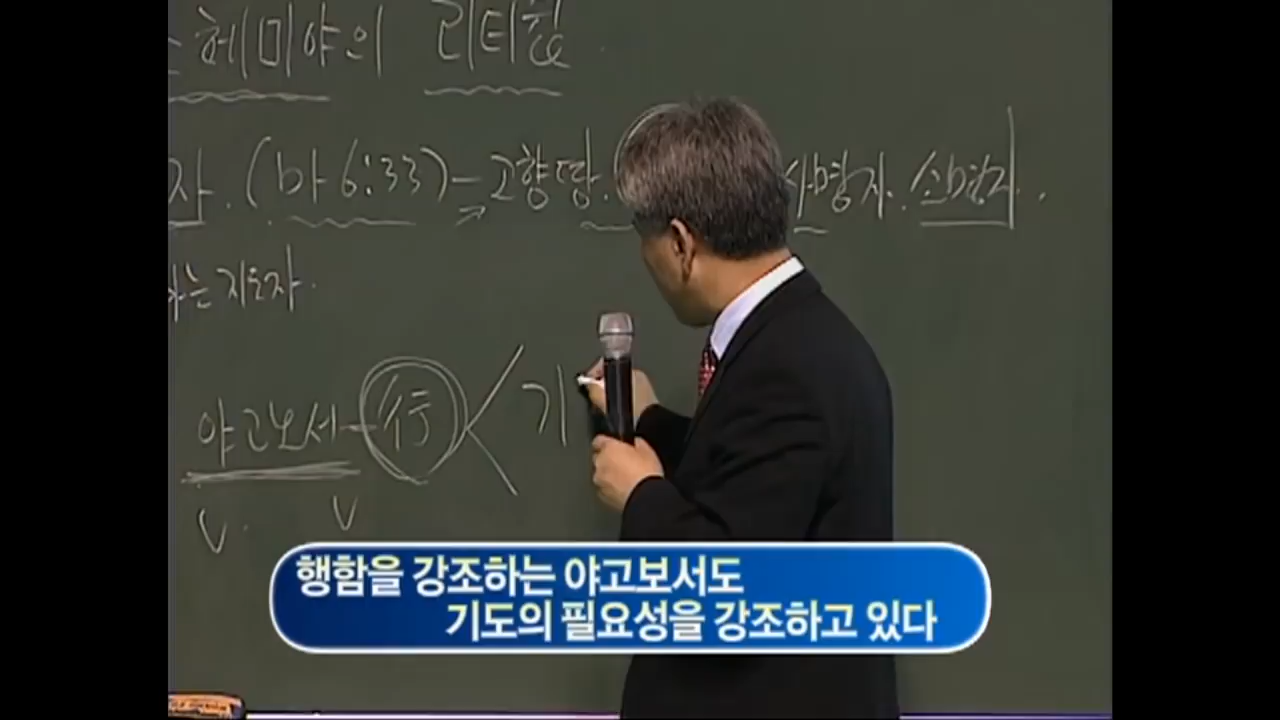 헤미야의 리더쉽.
자. (마 6:33) - 고향땅. 사명자. 소명자.
하는 지도자.
야고보서 - 行 < 기
행함을 강조하는 야고보서도
기도의 필요성을 강조하고 있다